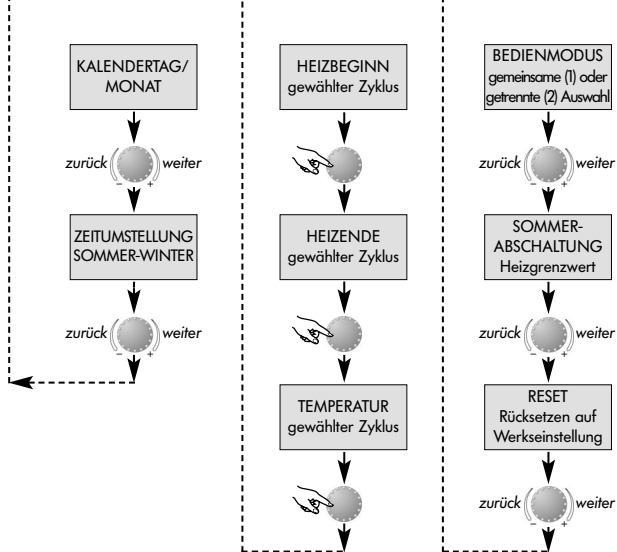 KALENDERTAG/
MONAT
zurück weiter
- +
ZEITUMSTELLUNG
SOMMER-WINTER
zurück weiter
- +
HEIZBEGINN
gewählter Zyklus
HEIZENDE
gewählter Zyklus
TEMPERATUR
gewählter Zyklus
BEDIENMODUS
gemeinsame (1) oder
getrennte (2) Auswahl
zurück weiter
- +
SOMMER-
ABSCHALTUNG
Heizgrenzwert
zurück weiter
- +
RESET
Rücksetzen auf
Werkseinstellung
zurück weiter
- +